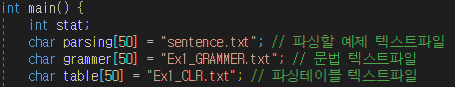 int main() {
int stat;
char parsing[50] = "sentence.txt"; // 파싱할 예제 텍스트파일
char grammer[50] = "Ex1_GRAMMER.txt"; // 문법 텍스트파일
char table[50] = "Ex1_CLR.txt"; // 파싱테이블 텍스트파일